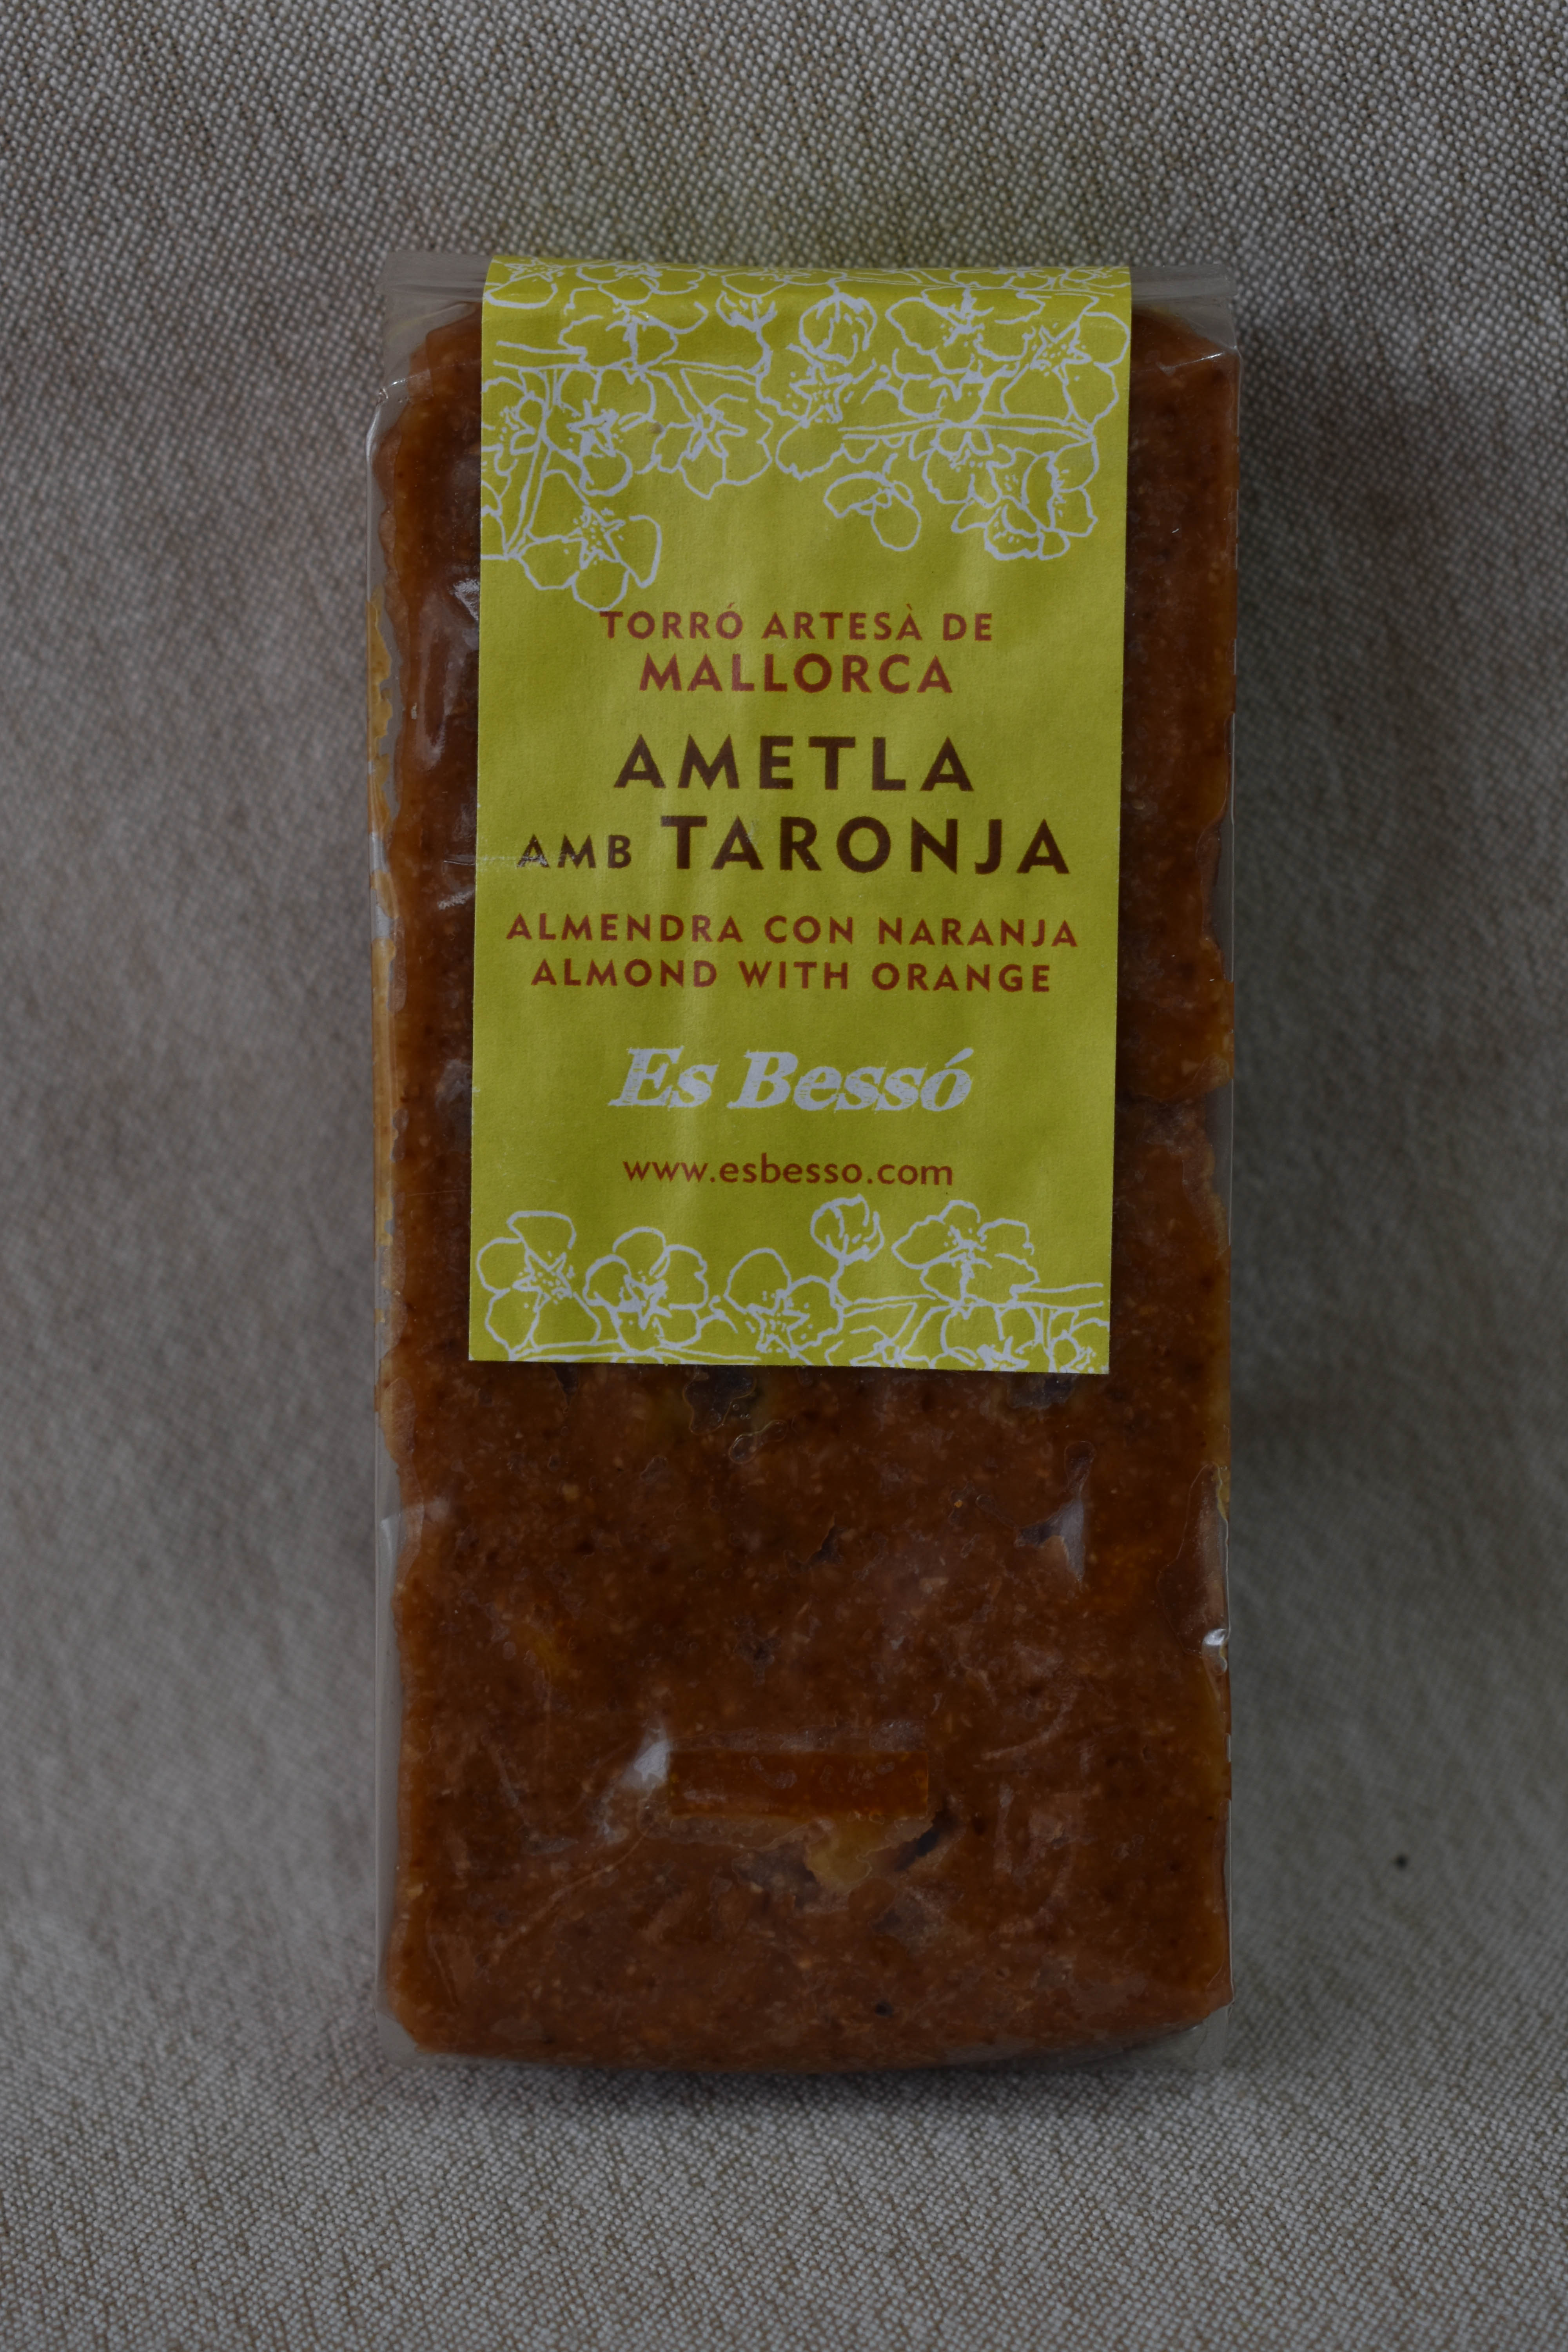 TORRÓ ARTESÀ DE
MALLORCA
AMETLA
AMB TARONJA
ALMENDRA CON NARANJA
ALMOND WITH ORANGE
Es Bessó
www.esbesso.com